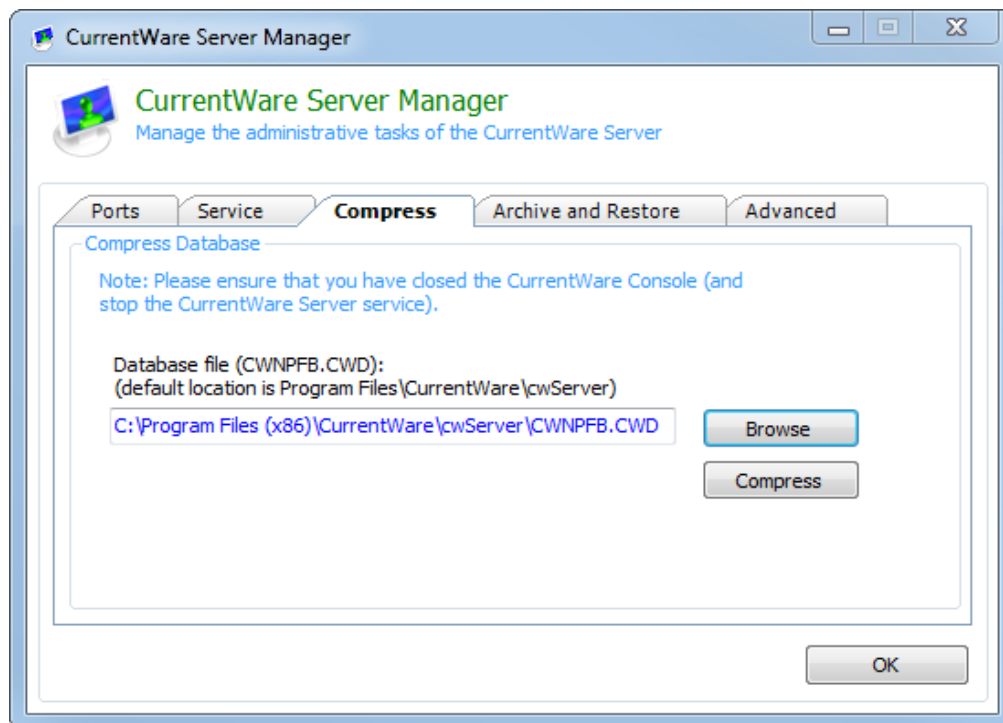 CurrentWare Server Manager
CurrentWare Server Manager
Manage the administrative tasks of the CurrentWare Server
Ports Service Compress Archive and Restore Advanced
Compress Database
Note: Please ensure that you have closed the CurrentWare Console (and
stop the CurrentWare Server service).
Database file (CWNPFB.CWD):
(default location is Program Files\CurrentWare\cwServer)
C:\Program Files (x86)\CurrentWare\cwServer\CWNPFB.CWD Browse
Compress
OK